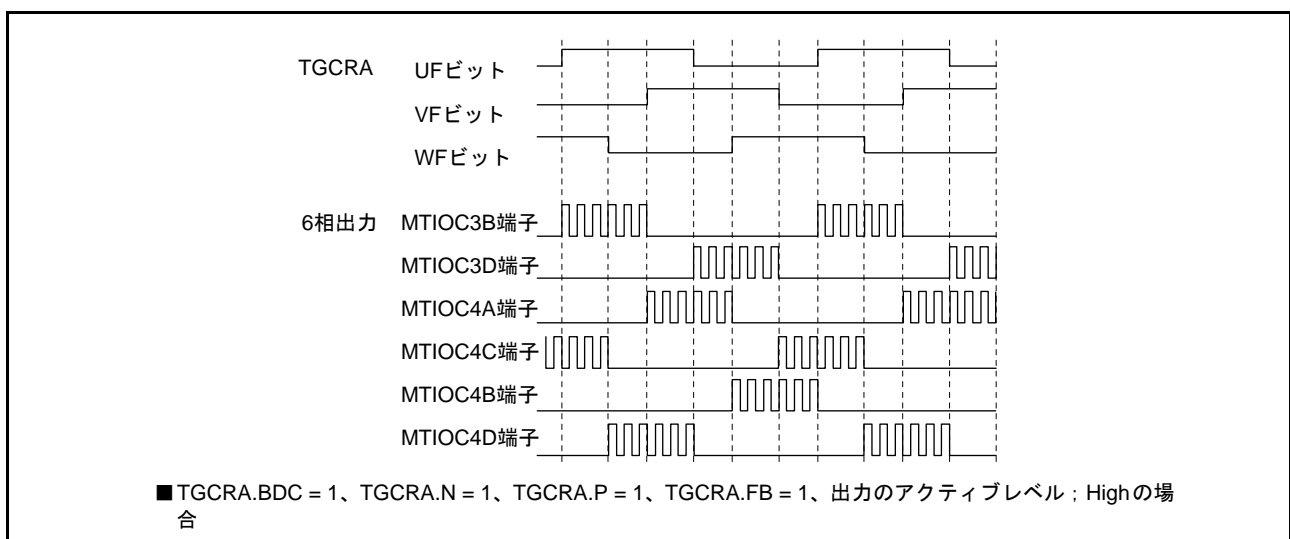 TGCRA UFビット
VFビット
WFビット
6相出力 MTIOC3B端子
MTIOC3D端子
MTIOC4A端子
MTIOC4C端子
MTIOC4B端子
MTIOC4D端子
■TGCRA.BDC = 1、TGCRA.N = 1、TGCRA.P = 1、TGCRA.FB = 1、出力のアクティブレベル；Highの場
合